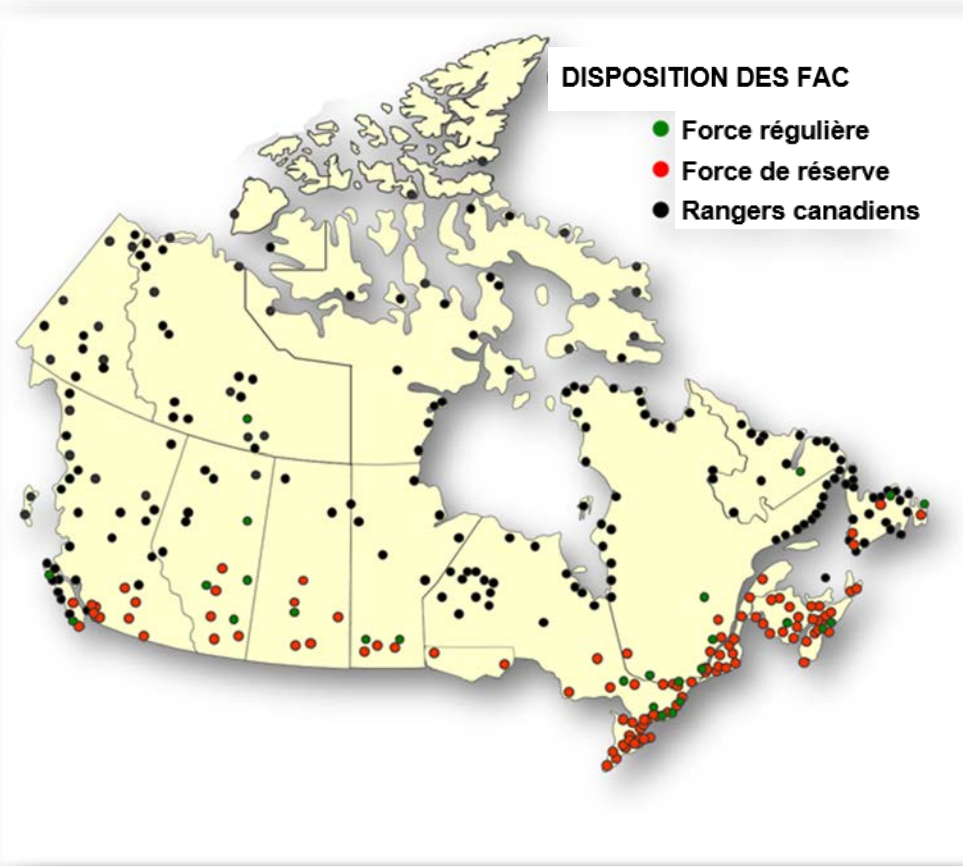 DISPOSITION DES FAC
Force régulière
Force de réserve
Rangers canadiens